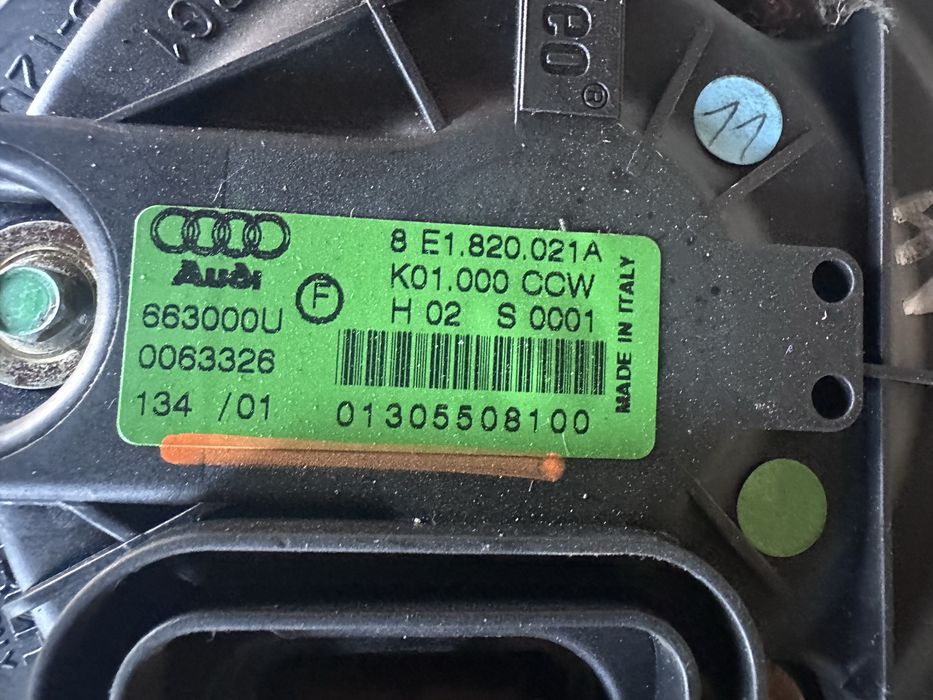 11
8 E1.820.021A
Audi
K01.000 CCW
F
H 02 S 0001
663000U
0063326
134 /01
01305508100
MADE IN ITALY
®